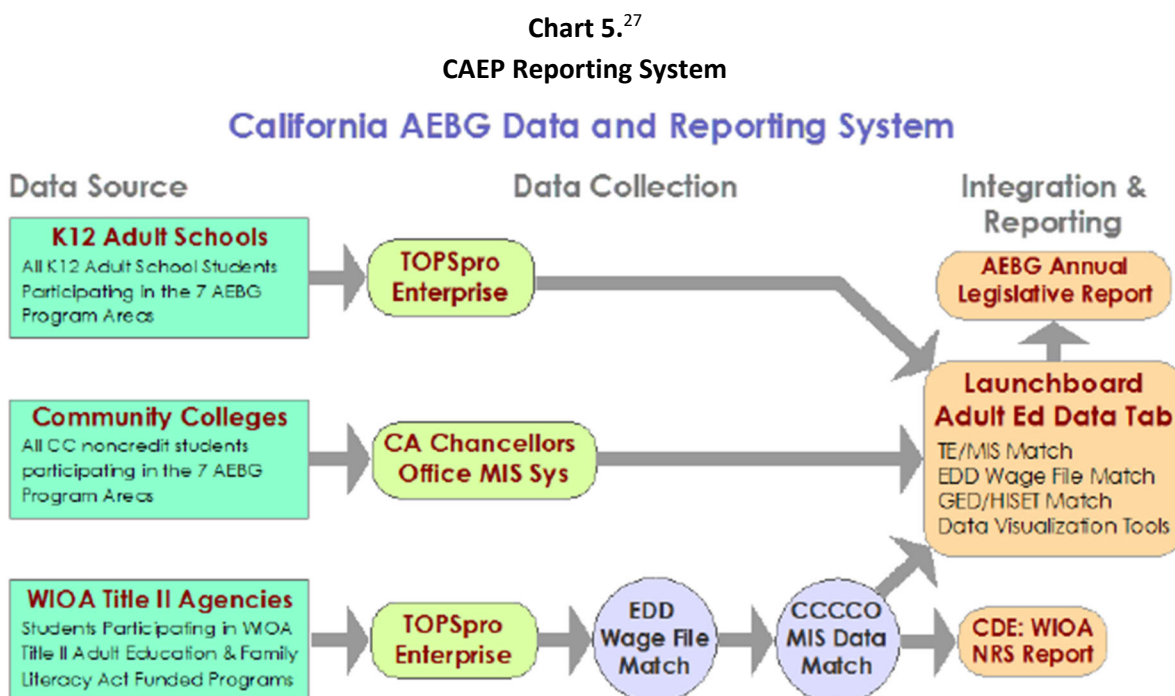 Chart 5.27
CAEP Reporting System
California AEBG Data and Reporting System
Data Source
Data Collection
Integration &
Reporting
K12 Adult Schools
All K12 Adult School Students
Participating in the 7 AEBG
Program Areas
TOPSpro
Enterprise
AEBG Annual
Legislative Report
Community Colleges
All CC noncredit students
participating in the 7 AEBG
Program Areas
CA Chancellors
Office MIS Sys
Launchboard
Adult Ed Data Tab
TE/MIS Match
EDD Wage File Match
GED/HISET Match
Data Visualization Tools
WIOA Title II Agencies
Students Participating in WIOA
Title II Adult Education & Family
Literacy Act Funded Programs
TOPSpro
Enterprise
EDD
Wage File
Match
CCCCO
MIS Data
Match
CDE: WIOA
NRS Report